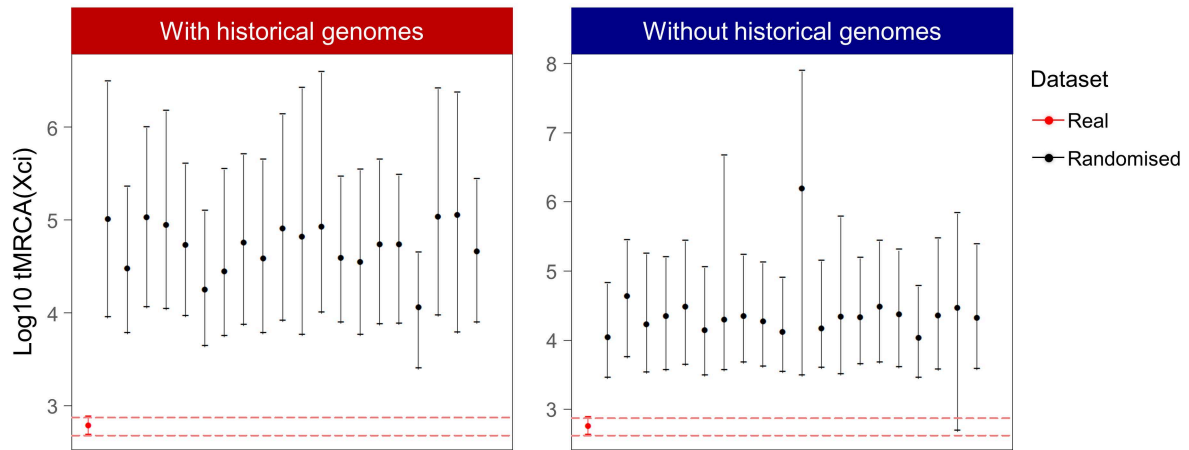 With historical genomes
Without historical genomes
Log10 tMRCA(Xci)
6
5
4
3
8
7
6
5
4
3
Dataset
Real
Randomised